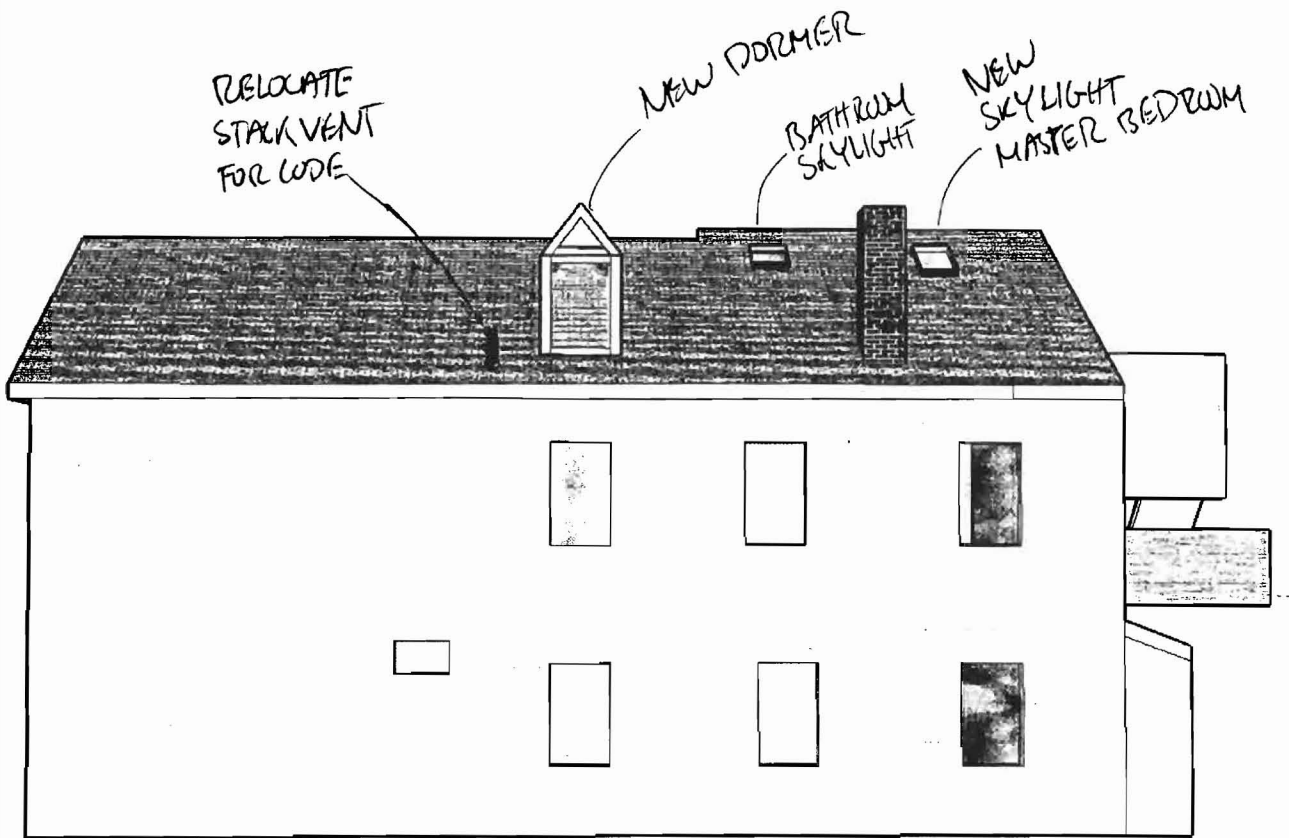 RELOCATE
STACK VENT
FOR CODE
NEW DORMER
BATHROOM
SKYLIGHT
NEW
SKYLIGHT
MASTER BEDROOM